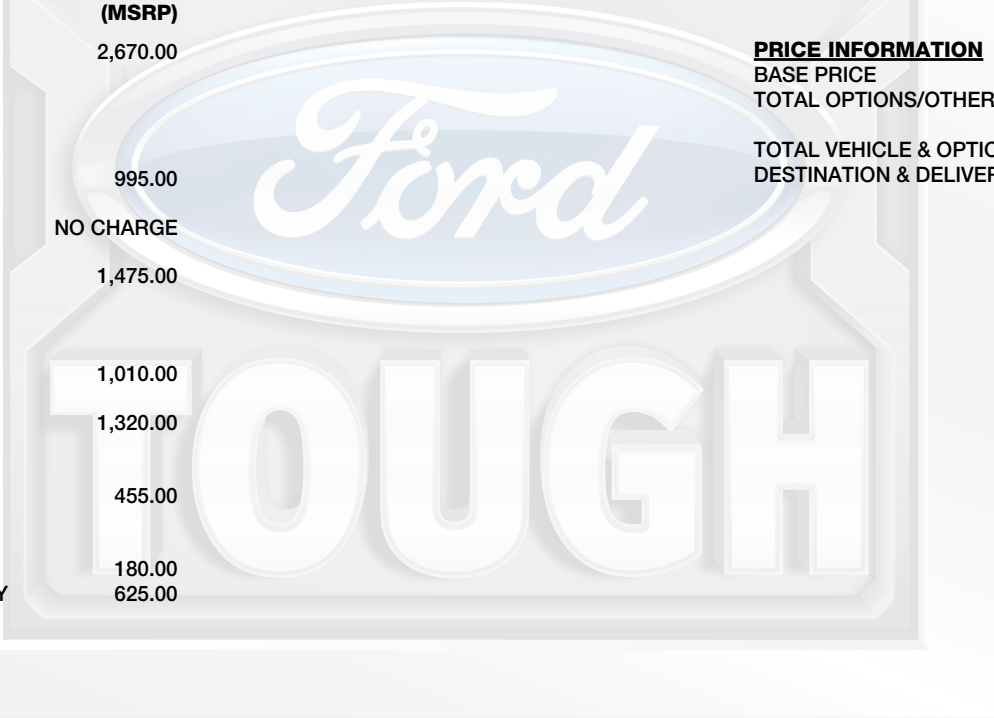 (MSRP)
2,670.00
995.00
NO CHARGE
1,475.00
1,010.00
1,320.00
455.00
180.00
Y 625.00
PRICE INFORMATION
BASE PRICE
TOTAL OPTIONS/OTHER
TOTAL VEHICLE & OPTIO
DESTINATION & DELIVER
Ford
TOUGH